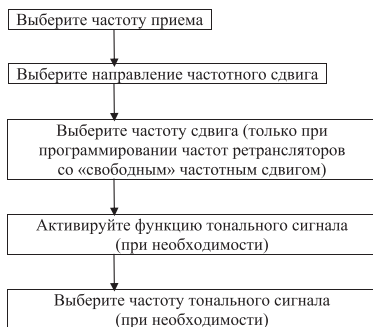 Выберите частоту приема
Выберите направление частотного сдвига
Выберите частоту сдвига (только при
программировании частот ретрансляторов
со «свободным» частотным сдвигом)
Активируйте функцию тонального сигнала
(при необходимости)
Выберите частоту тонального сигнала
(при необходимости)